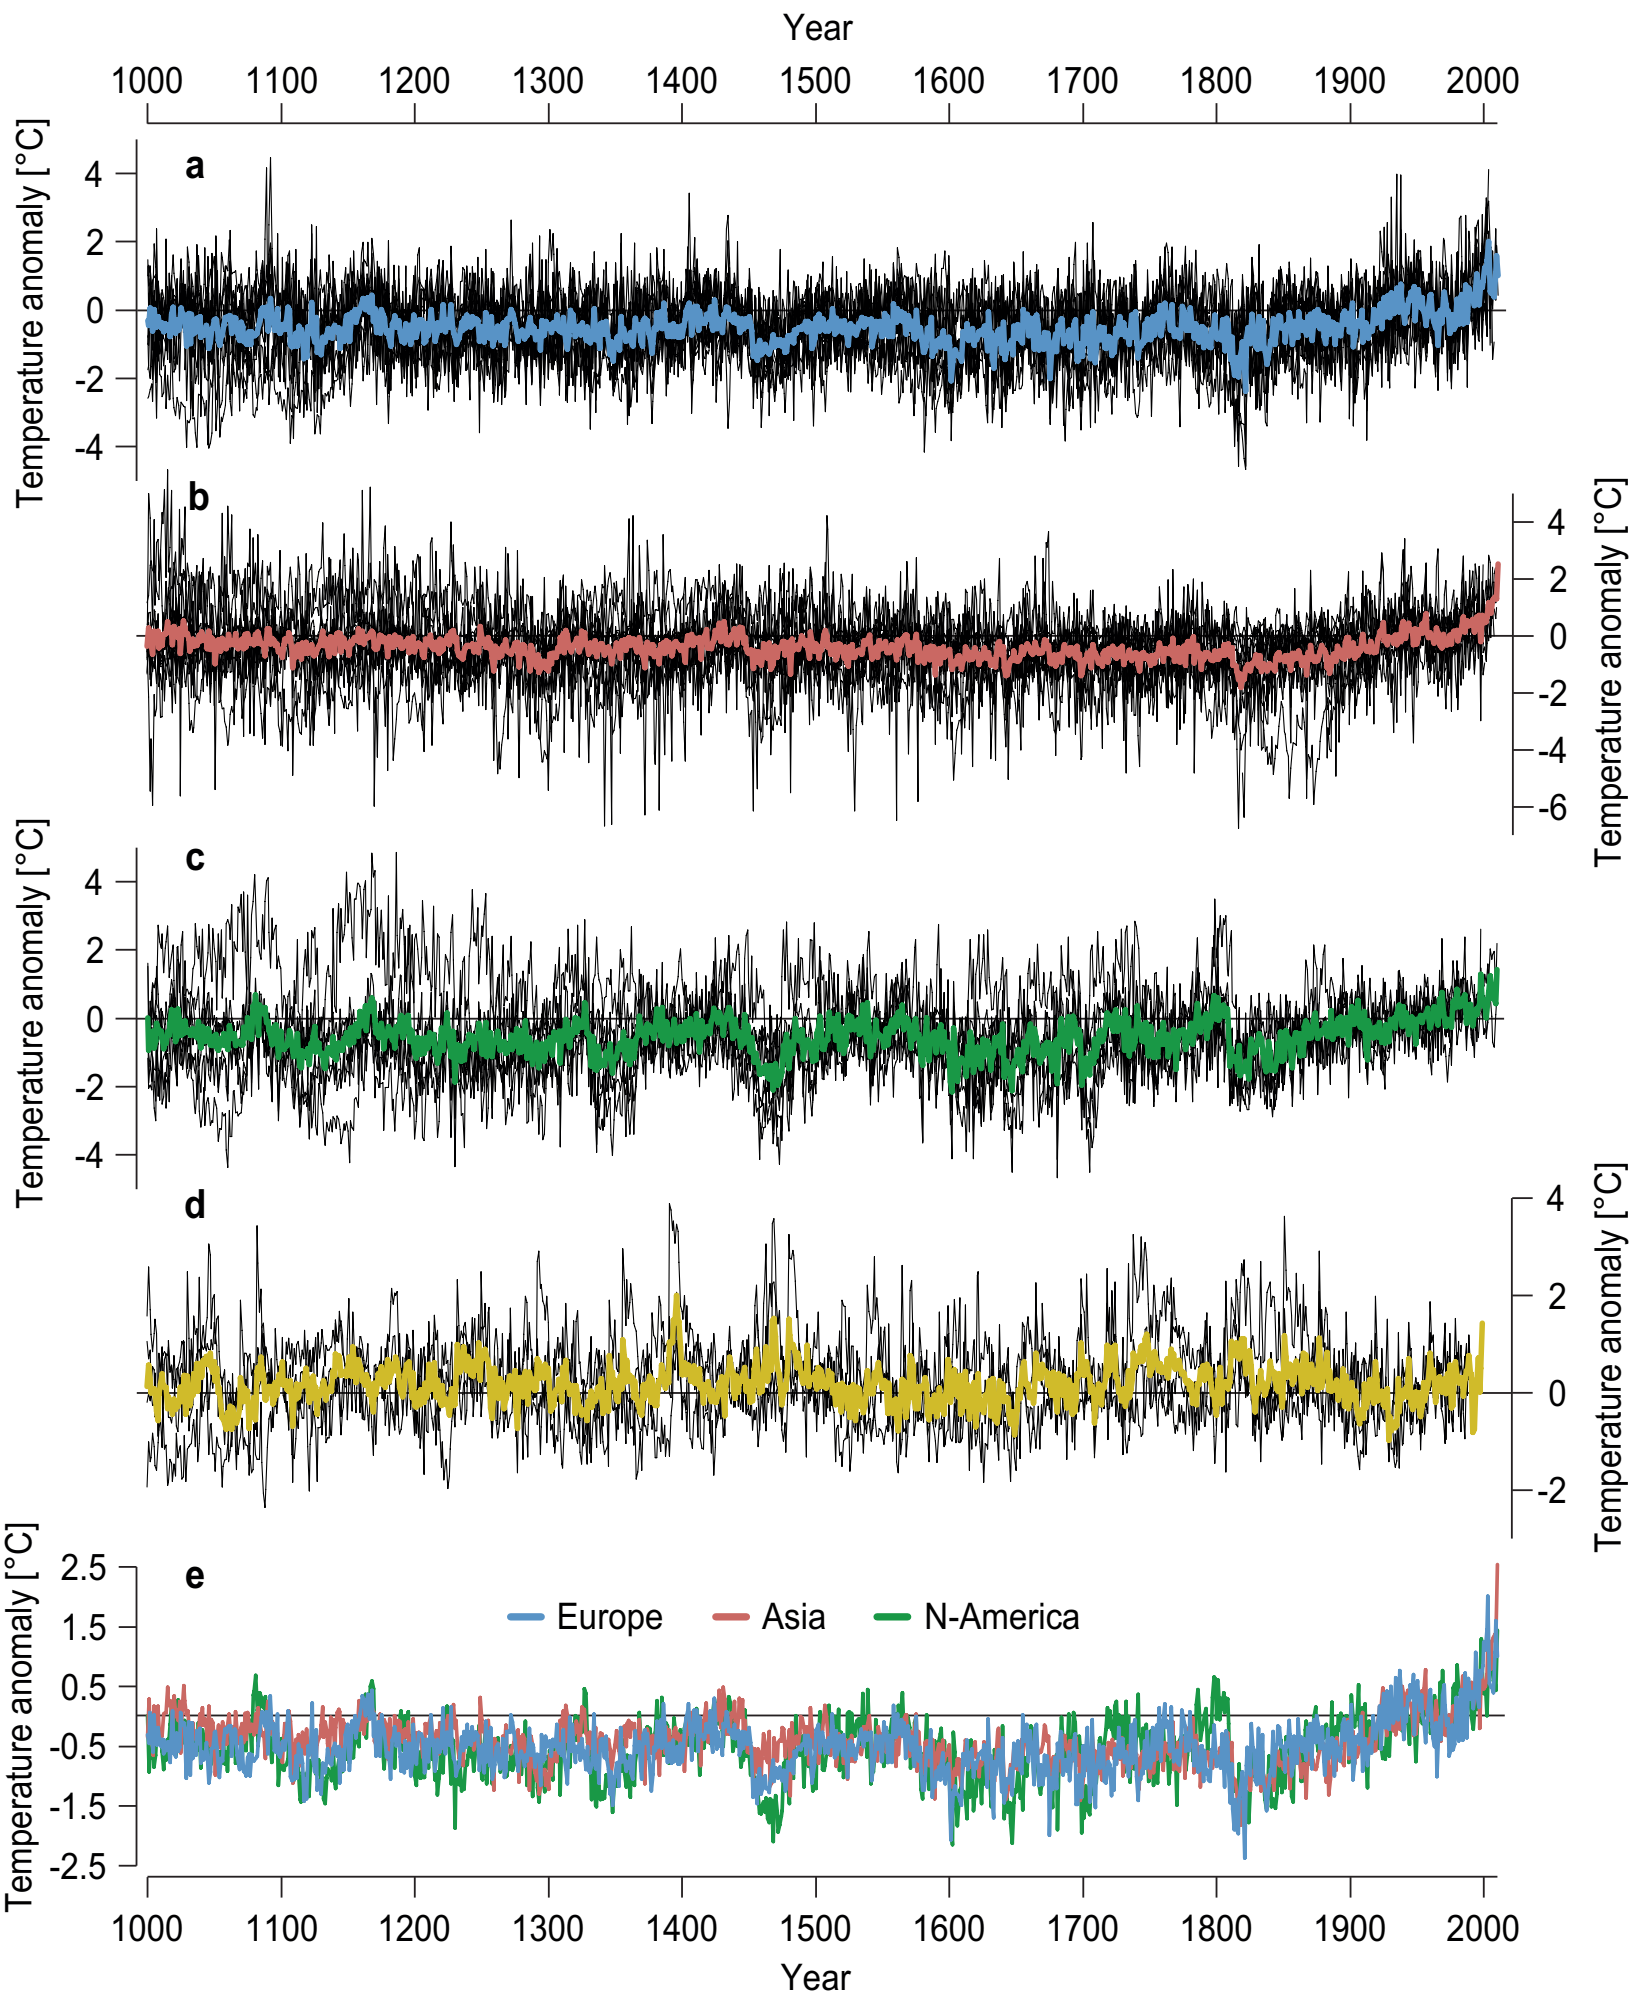 Year
1000 1100 1200 1300 1400 1500 1600 1700 1800 1900 2000
Temperature anomaly [°C]
a
4
2
0
-2
-4
b
4
2
0
-2
-4
-6
Temperature anomaly [°C]
Temperature anomaly [°C]
c
4
2
0
-2
-4
d
4
2
0
-2
Temperature anomaly [°C]
Temperature anomaly [°C]
e
2.5
1.5
0.5
-0.5
-1.5
-2.5
Europe Asia N-America
1000 1100 1200 1300 1400 1500 1600 1700 1800 1900 2000
Year